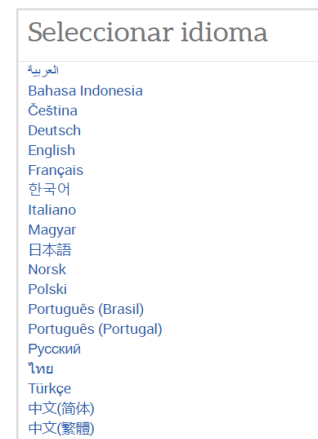 Seleccionar idioma
العربية
Bahasa Indonesia
Čeština
Deutsch
English
Français
한국어
Italiano
Magyar
日本語
Norsk
Polski
Português (Brasil)
Português (Portugal)
Русский
ไทย
Türkçe
中文(简体)
中文(繁體)